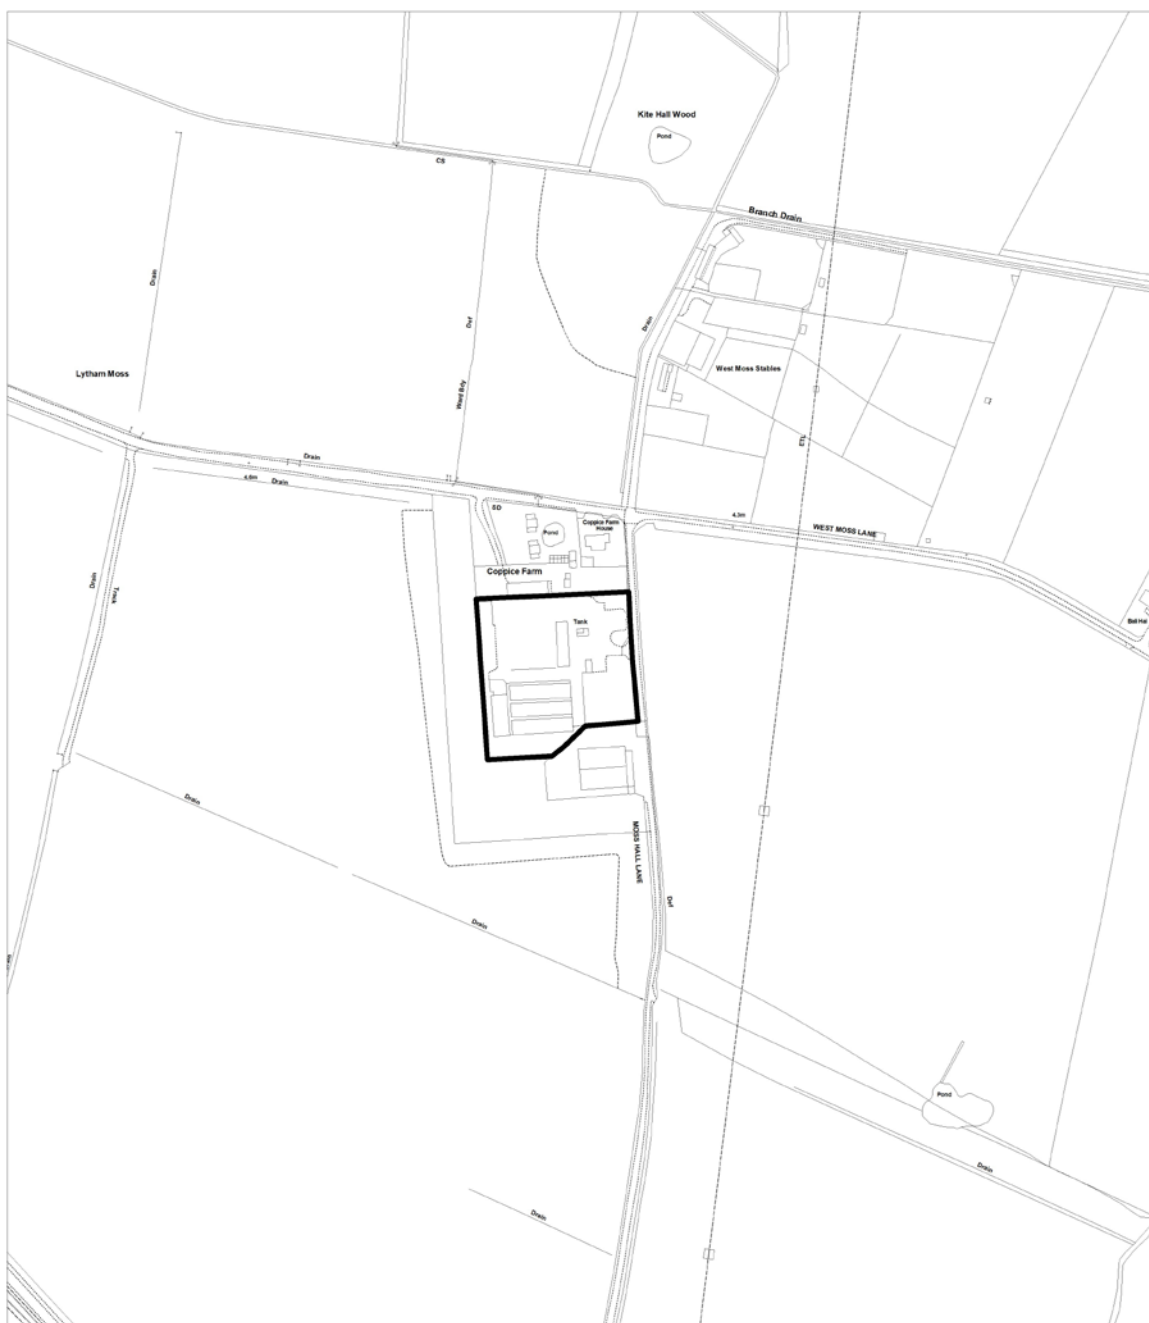 Kite Hall Wood
Pond
CS
Branch Drain
Drain
Def
Drain
West Moss Stables
Lytham Moss
Ward Bdy
ETL
Drain
4.8m
Drain
SD
Pond
Coppice Farm
House
4.3m
WEST MOSS LANE
Coppice Farm
Drain
Track
Tank
Drain
MOSS HALL LANE
Def
Drain
Pond
Drain
Drain